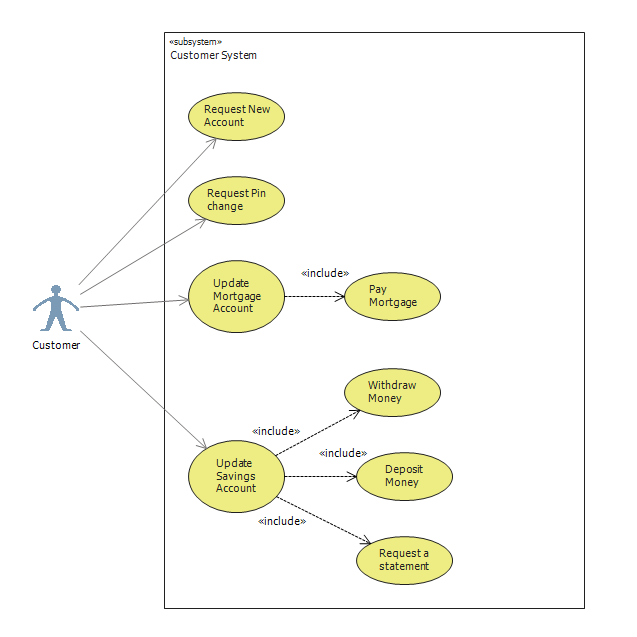 «subsystem»
Customer System
Request New
Account
Request Pin
change
Update
Mortgage
Account
«include»
Pay
Mortgage
Customer
Withdraw
Money
«include»
Update
Savings
Account
«include»
Deposit
Money
«include»
Request a
statement